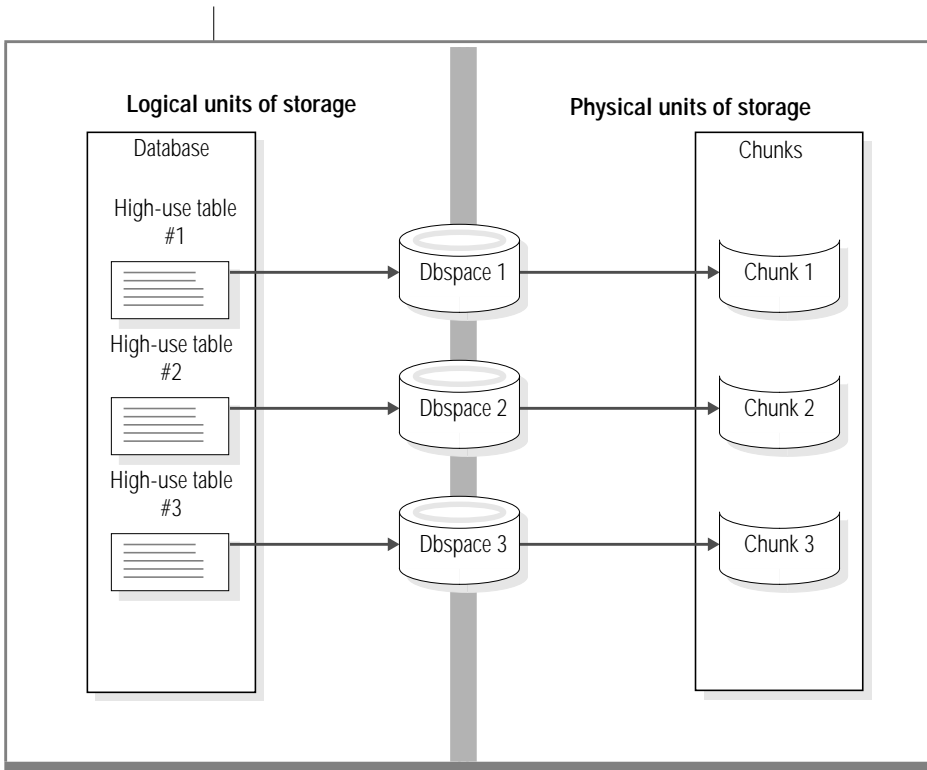 Logical units of storage
Physical units of storage
Database
Chunks
High-use table
#1
Dbspace 1
Chunk 1
High-use table
#2
Dbspace 2
Chunk 2
High-use table
#3
Dbspace 3
Chunk 3